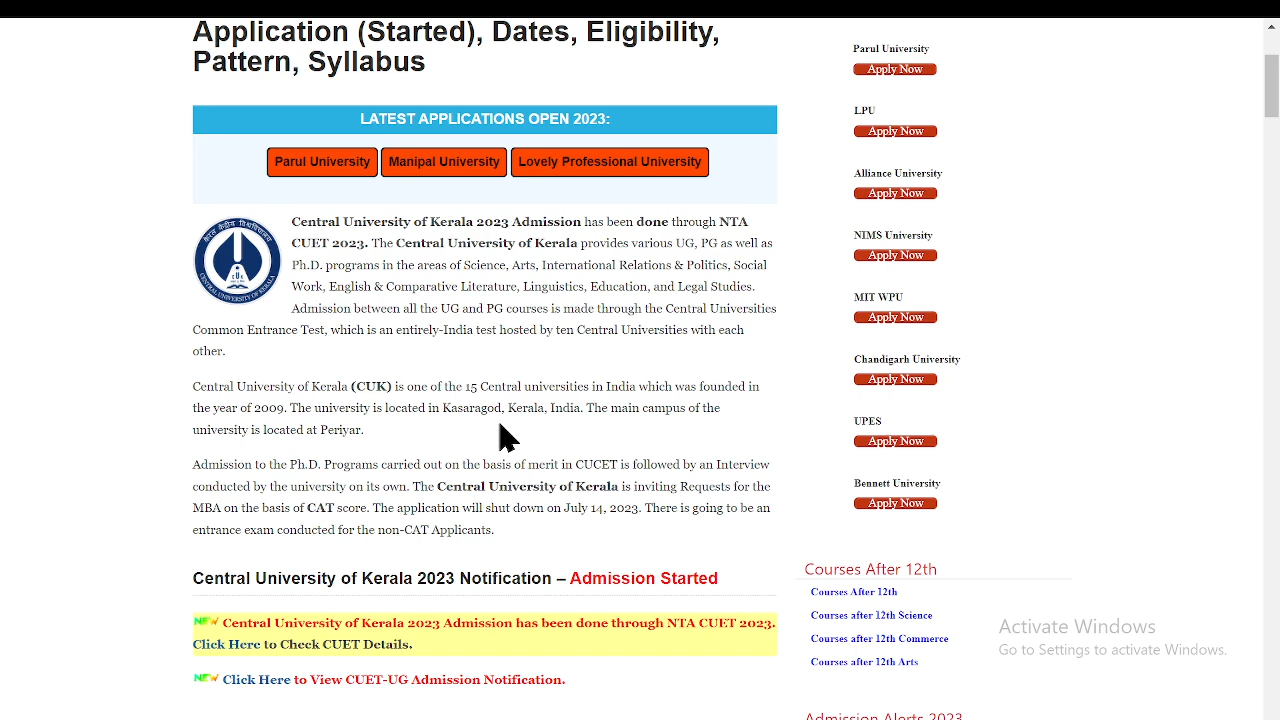 Application (Started), Dates, Eligibility,
Pattern, Syllabus
LATEST APPLICATIONS OPEN 2023:
Parul University Manipal University Lovely Professional University
Central University of Kerala 2023 Admission has been done through NTA
CUET 2023. The Central University of Kerala provides various UG, PG as well as
Ph.D. programs in the areas of Science, Arts, International Relations & Politics, Social
Work, English & Comparative Literature, Linguistics, Education, and Legal Studies.
Admission between all the UG and PG courses is made through the Central Universities
Common Entrance Test, which is an entirely-India test hosted by ten Central Universities with each
other.
Central University of Kerala (CUK) is one of the 15 Central universities in India which was founded in
the year of 2009. The university is located in Kasaragod, Kerala, India. The main campus of the
university is located at Periyar.
Admission to the Ph.D. Programs carried out on the basis of merit in CUCET is followed by an Interview
conducted by the university on its own. The Central University of Kerala is inviting Requests for the
MBA on the basis of CAT score. The application will shut down on July 14, 2023. There is going to be an
entrance exam conducted for the non-CAT Applicants.
Central University of Kerala 2023 Notification – Admission Started
NEW Central University of Kerala 2023 Admission has been done through NTA CUET 2023.
Click Here to Check CUET Details.
NEW Click Here to View CUET-UG Admission Notification.
Parul University
Apply Now
LPU
Apply Now
Alliance University
Apply Now
NIMS University
Apply Now
MIT WPU
Apply Now
Chandigarh University
Apply Now
UPES
Apply Now
Bennett University
Apply Now
Courses After 12th
Courses After 12th
Courses after 12th Science
Courses after 12th Commerce
Courses after 12th Arts
Admission Alerts 2023
Activate Windows
Go to Settings to activate Windows.